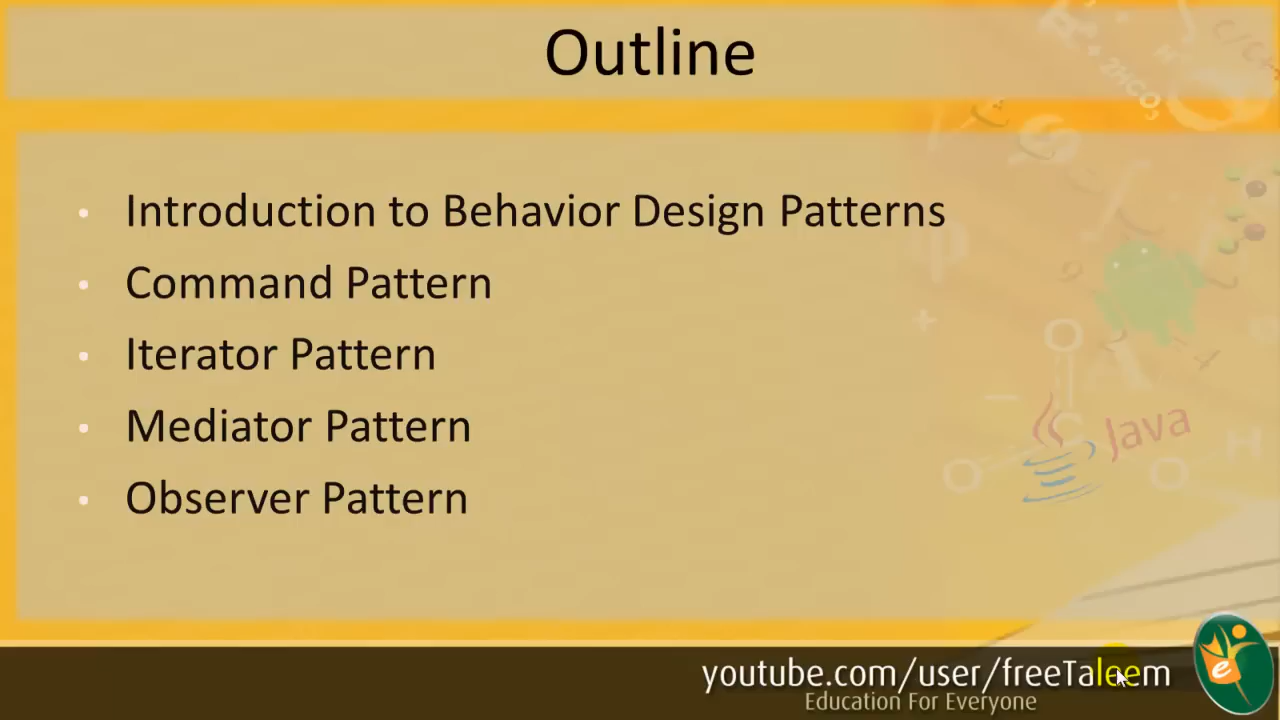 Outline
• Introduction to Behavior Design Patterns
• Command Pattern
• Iterator Pattern
• Mediator Pattern
• Observer Pattern
Java
youtube.com/user/freeTaleem
Education For Everyone
e